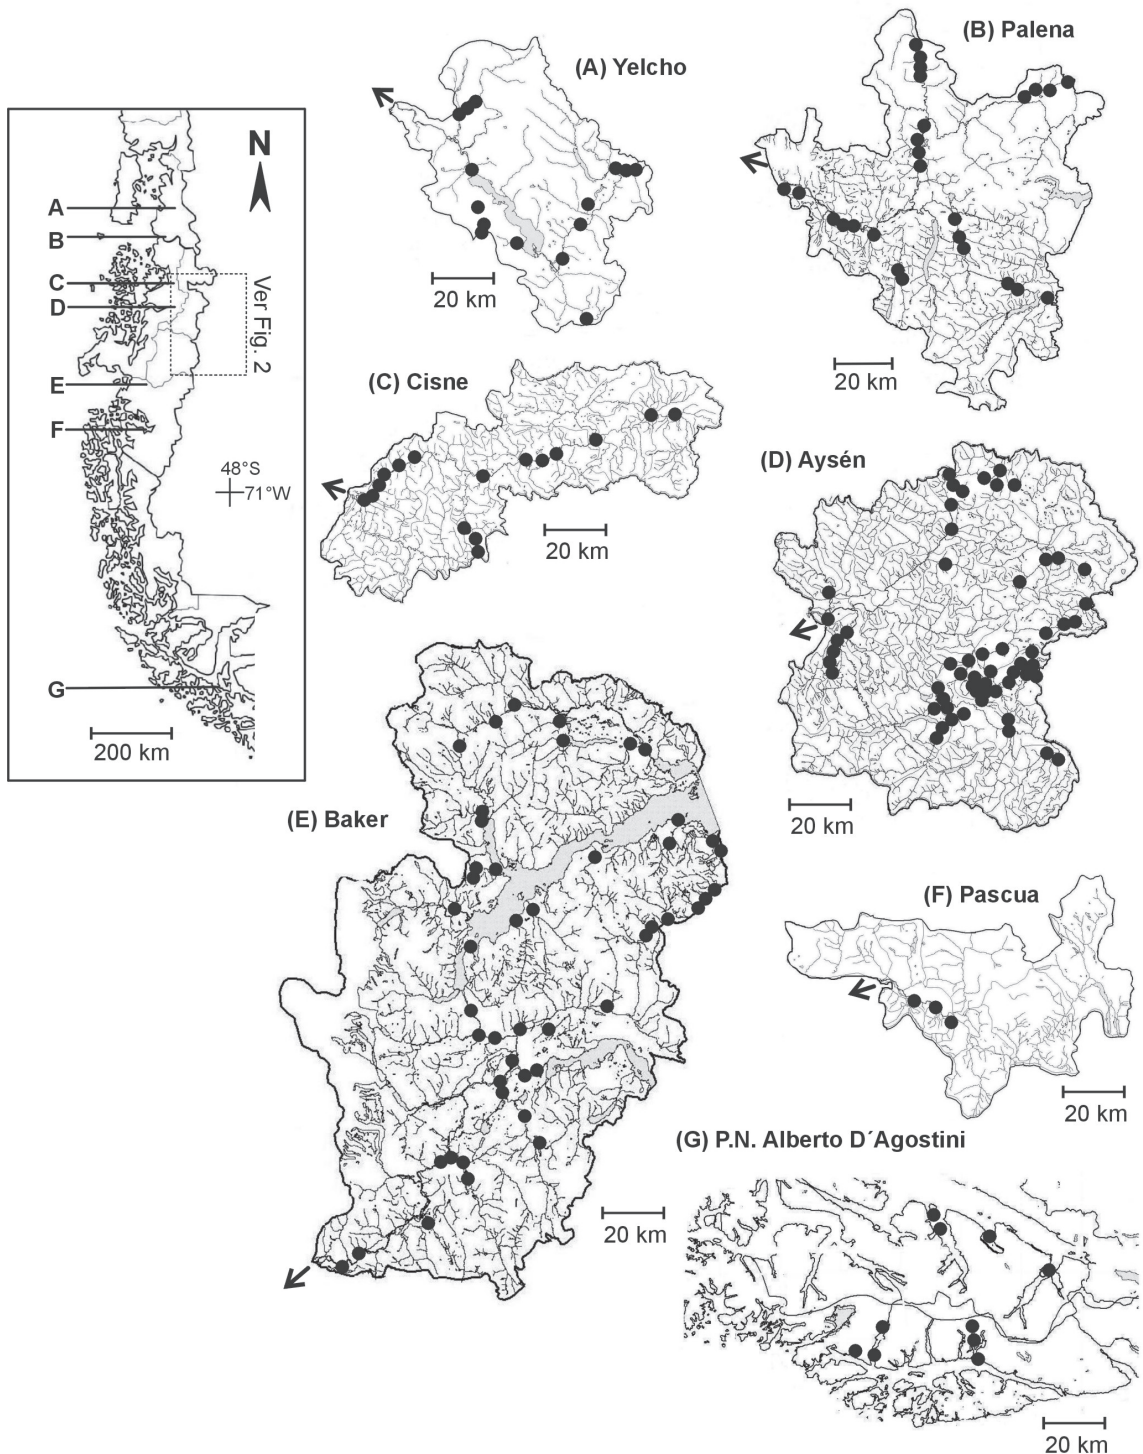 N
A
B
C
D
E
F
G
Ver Fig. 2
48°S
71°W
200 km
(A) Yelcho
20 km
(B) Palena
20 km
(C) Cisne
20 km
(D) Aysén
20 km
(E) Baker
20 km
(F) Pascua
20 km
(G) P.N. Alberto D´Agostini
20 km